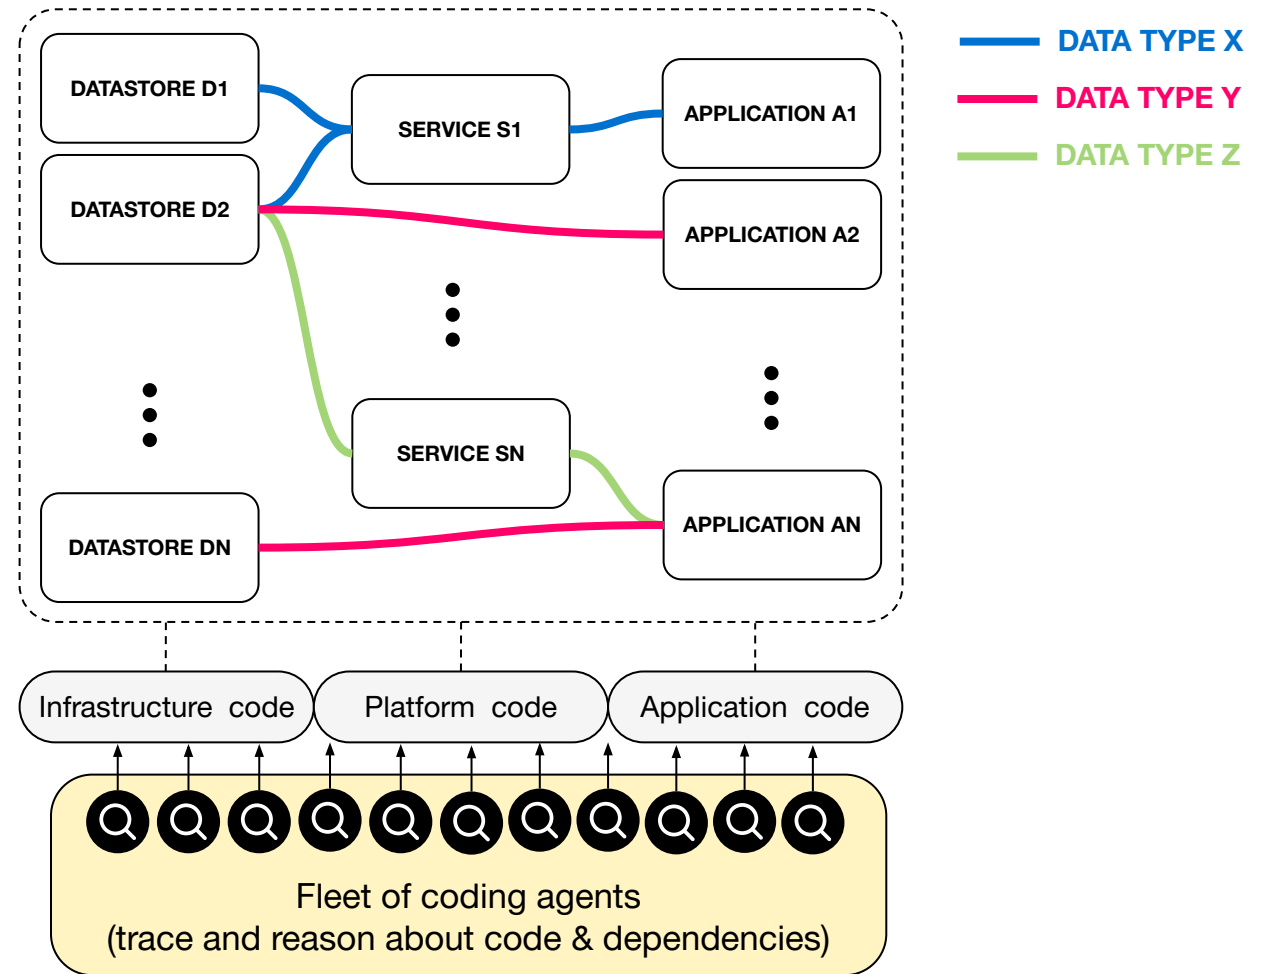 DATASTORE D1
SERVICE S1
APPLICATION A1
DATASTORE D2
APPLICATION A2
SERVICE SN
APPLICATION AN
DATASTORE DN
DATA TYPE X
DATA TYPE Y
DATA TYPE Z
Infrastructure code
Platform code
Application code
Fleet of coding agents
(trace and reason about code & dependencies)